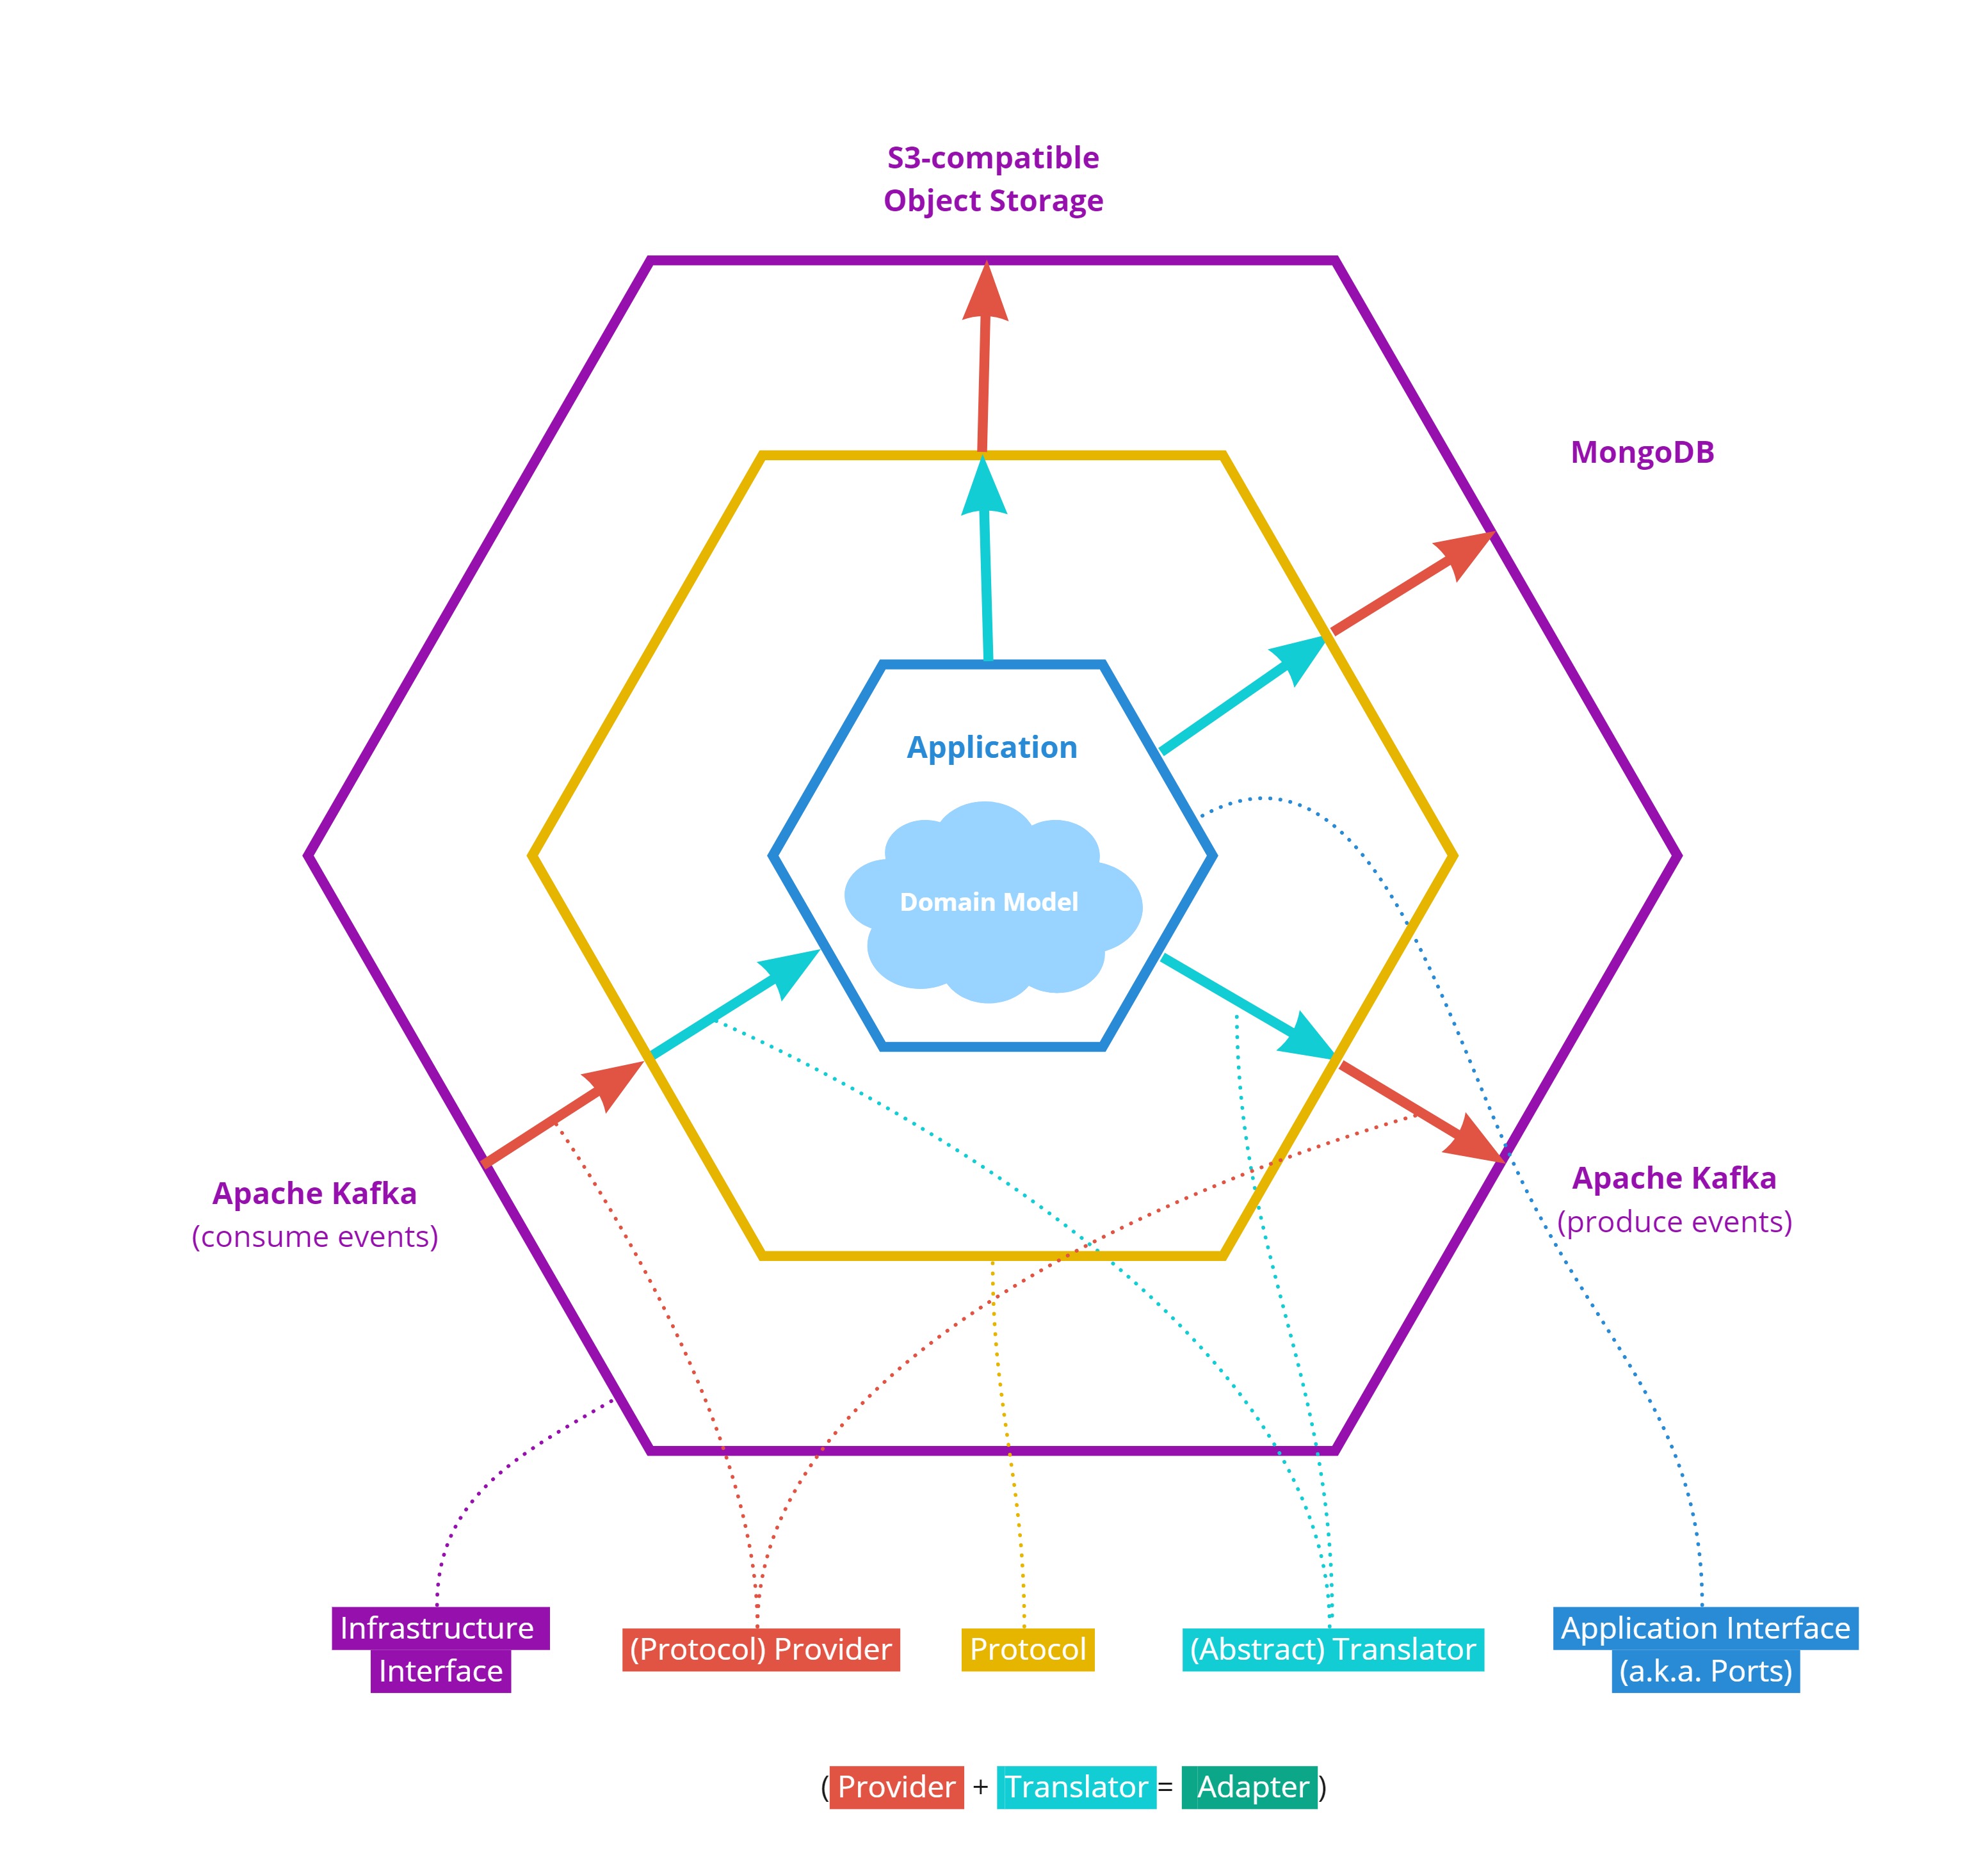 S3-compatible
Object Storage
MongoDB
Application
Domain Model
Apache Kafka
(consume events)
Apache Kafka
(produce events)
Infrastructure
Interface
(Protocol) Provider
Protocol
(Abstract) Translator
Application Interface
(a.k.a. Ports)
(Provider + Translator = Adapter)